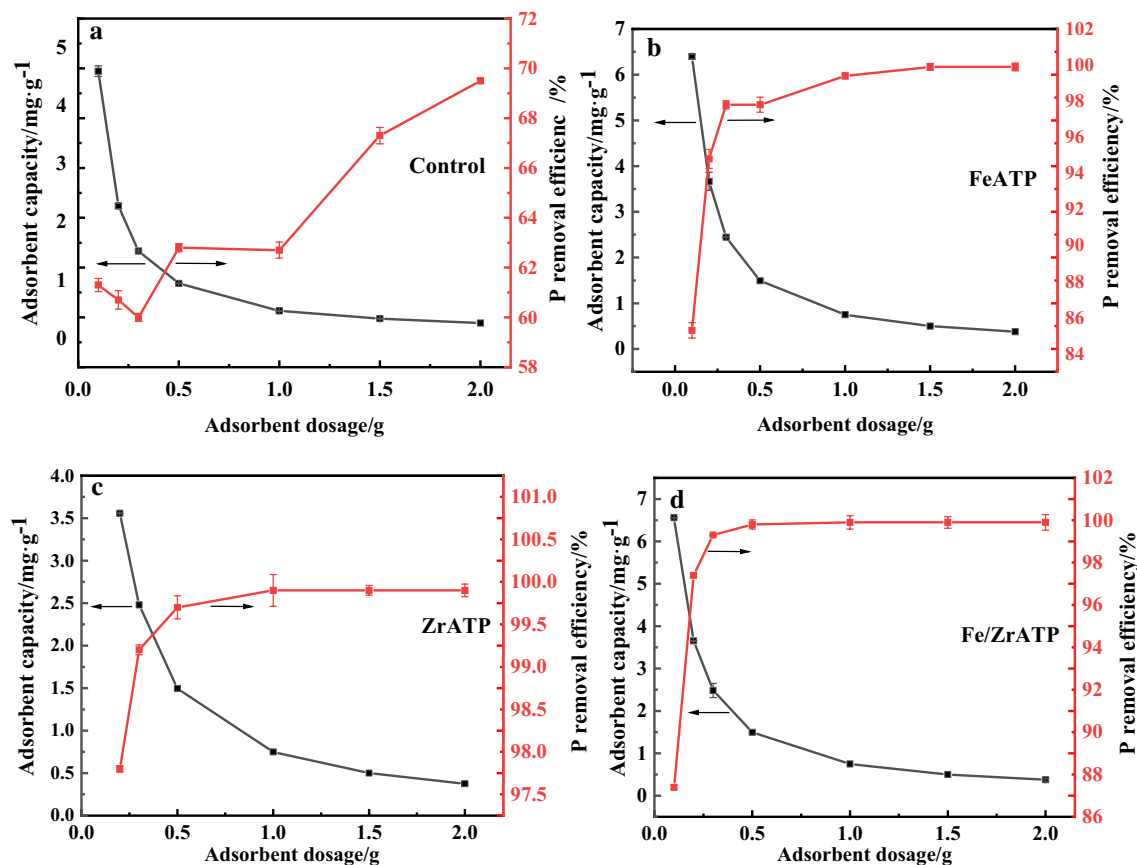 a
Adsorbent capacity/mg·g-1
5
4
3
2
1
0
72
70
68
66
64
62
61
60
59
58
P removal efficienc /%
Control
0.0 0.5 1.0 1.5 2.0
Adsorbent dosage/g
b
Adsorbent capacity/mg·g-1
7
6
5
4
3
2
1
0
102
100
98
96
94
92
90
88
86
84
P removal efficiency/%
FeATP
0.0 0.5 1.0 1.5 2.0
Adsorbent dosage/g
c
Adsorbent capacity/mg·g-1
4.0
3.5
3.0
2.5
2.0
1.5
1.0
0.5
0.0
101.0
100.5
100.0
99.75
99.5
99.25
99.0
98.5
98.0
97.5
P removal efficiency/%
ZrATP
0.0 0.5 1.0 1.5 2.0
Adsorbent dosage/g
d
Adsorbent capacity/mg·g-1
7
6
5
4
3
2
1
0
102
100
98
96
94
92
90
88
86
P removal efficiency/%
Fe/ZrATP
0.0 0.5 1.0 1.5 2.0
Adsorbent dosage/g